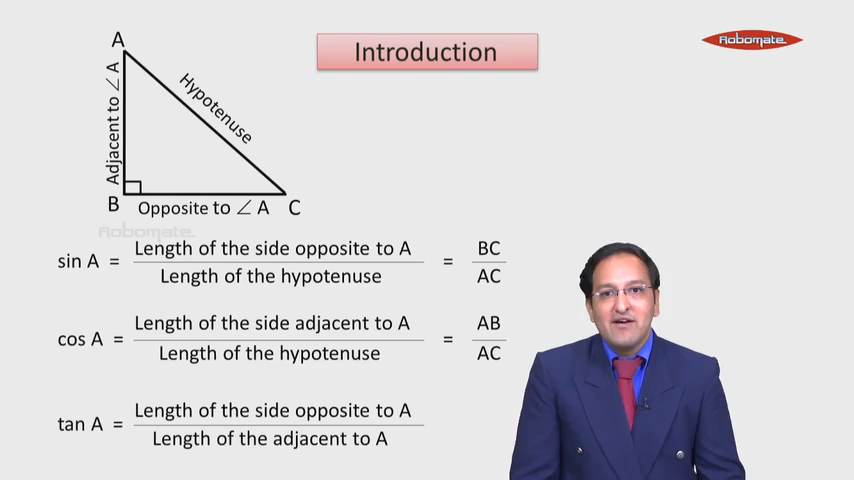 Introduction
Robomate
A
Adjacent to ∠ A
Hypotenuse
B
Opposite to ∠ A
C
Robomate
sin A = Length of the side opposite to A / Length of the hypotenuse = BC / AC
cos A = Length of the side adjacent to A / Length of the hypotenuse = AB / AC
tan A = Length of the side opposite to A / Length of the adjacent to A